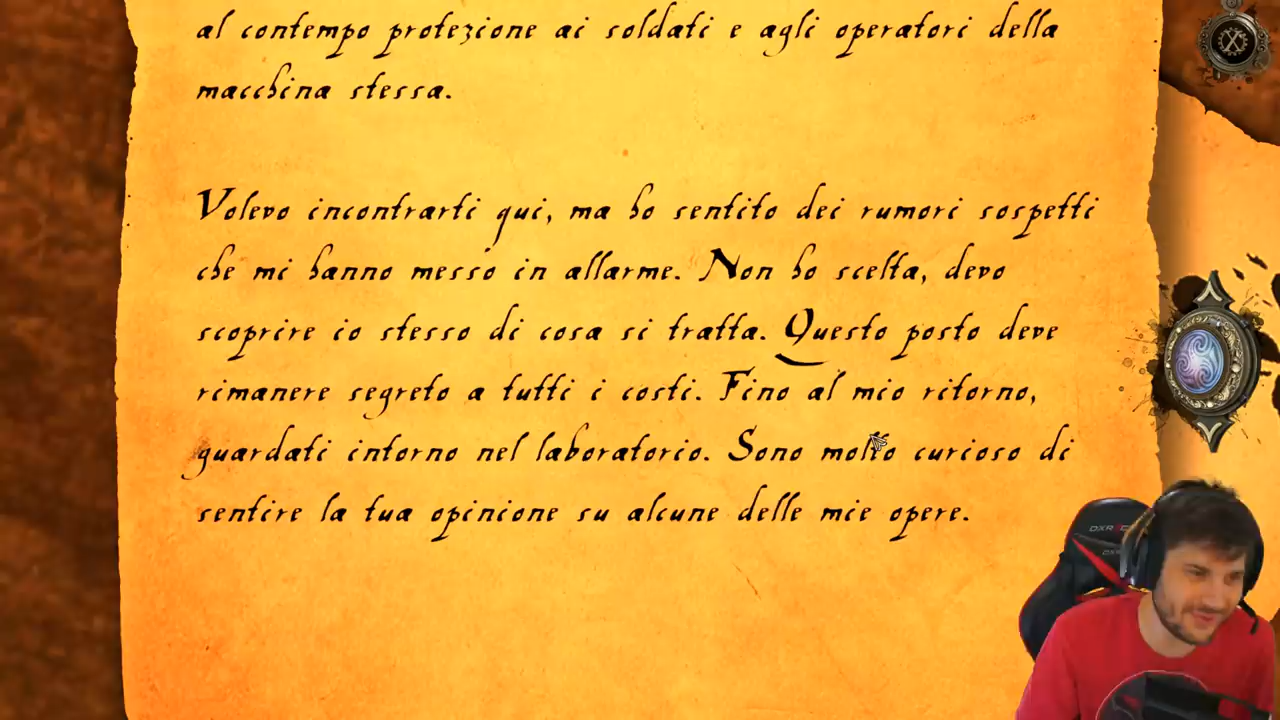 al contempo protezione ai soldati e agli operatori della
macchina stessa.
Volevo incontrarti qui, ma ho sentito dei rumori sospetti
che mi hanno messo in allarme. Non ho scelta, devo
scoprire io stesso di cosa si tratta. Questo posto deve
rimanere segreto a tutti i costi. Fino al mio ritorno,
guardati intorno nel laboratorio. Sono molto curioso di
sentire la tua opinione su alcune delle mie opere.
DXR